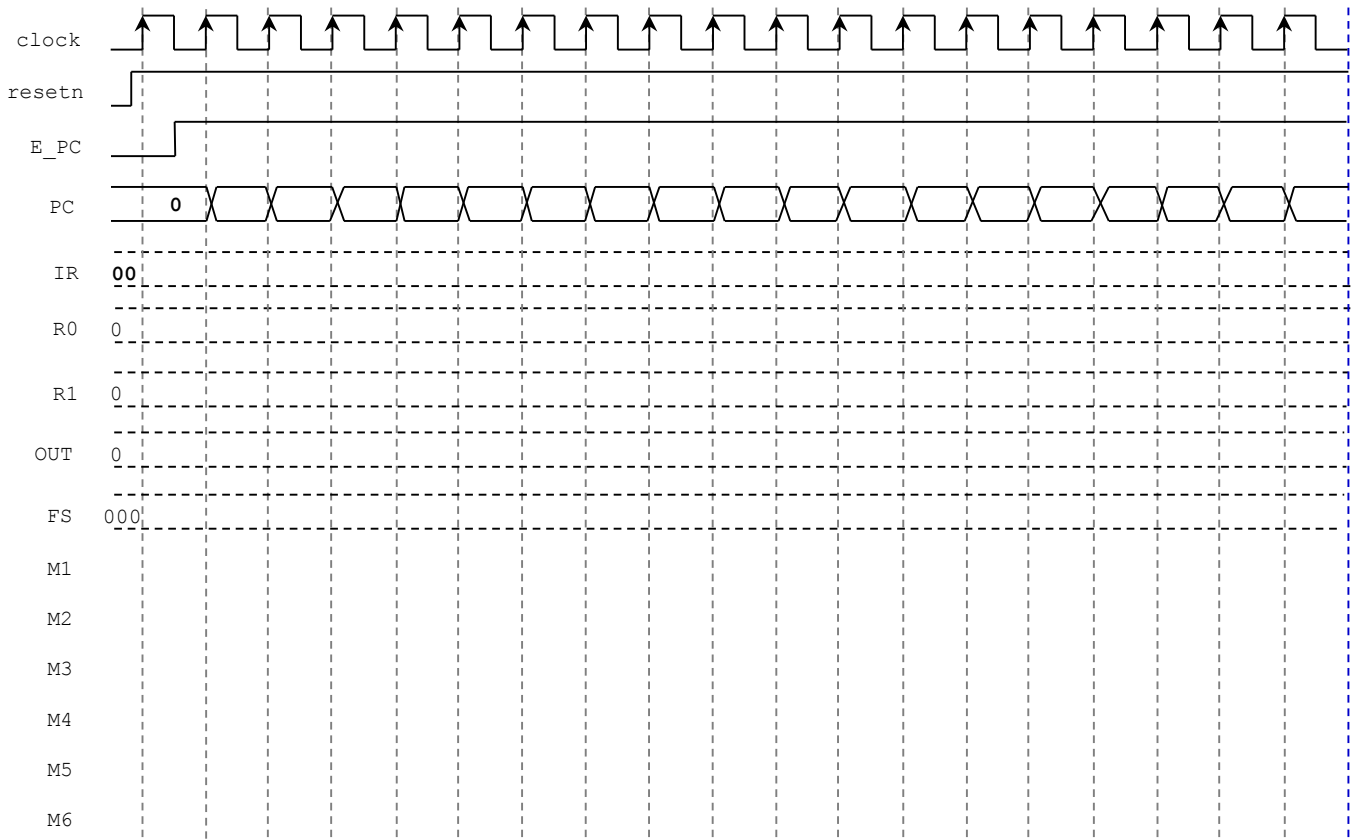 clock
resetn
E_PC
PC 0
IR 00
R0 0
R1 0
OUT 0
FS 000
M1
M2
M3
M4
M5
M6